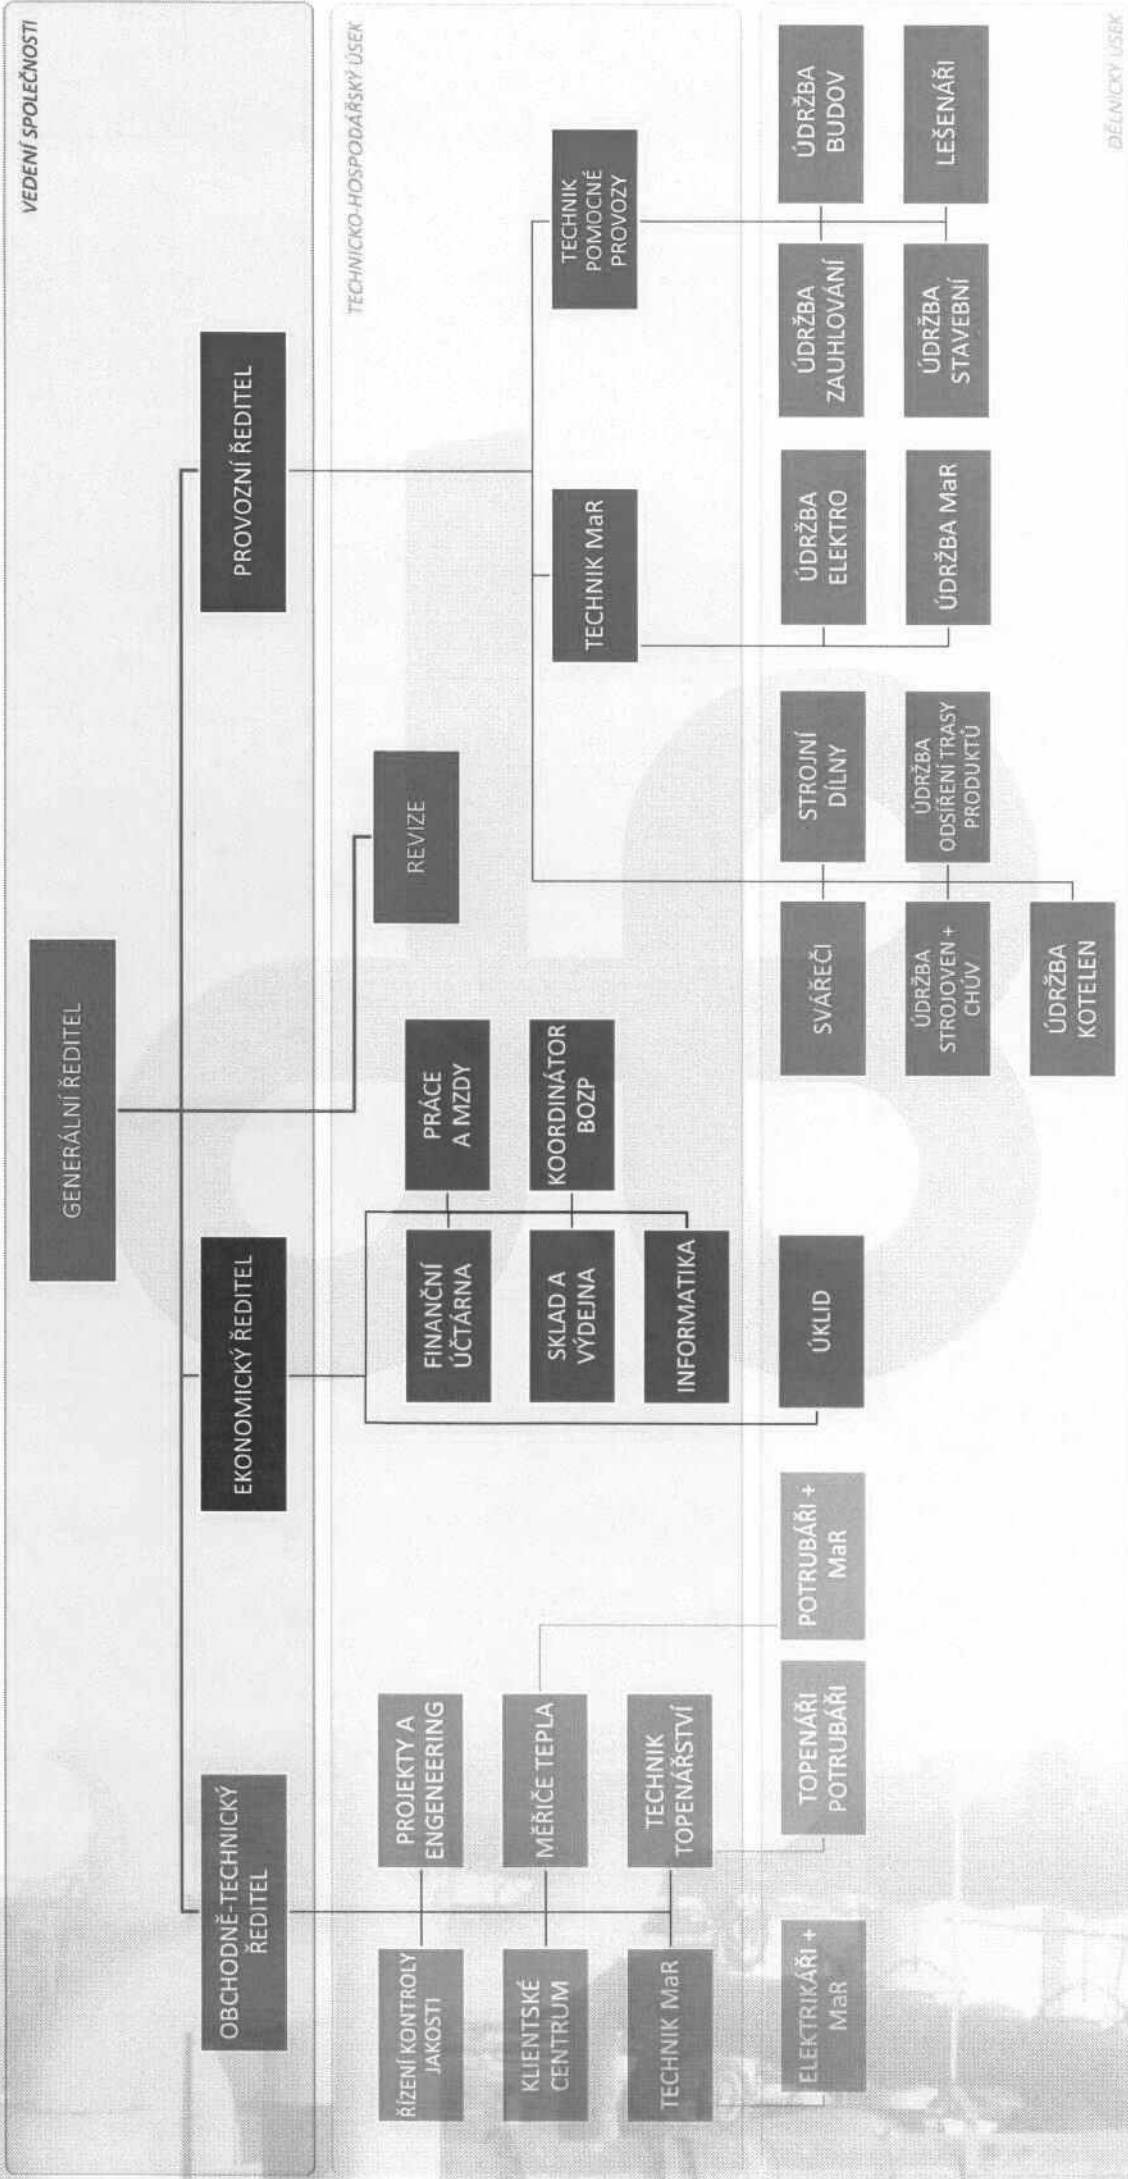 VEDENÍ SPOLEČNOSTI
GENERÁLNÍ ŘEDITEL
OBCHODNĚ-TECHNICKÝ
ŘEDITEL
EKONOMICKÝ ŘEDITEL
PROVOZNÍ ŘEDITEL
TECHNICKO-HOSPODÁŘSKÝ ÚSEK
REVIZE
ŘÍZENÍ KONTROLY
JAKOSTI
PROJEKTY A
ENGENEERING
KLIENTSKÉ
CENTRUM
MĚŘIČE TEPLA
TECHNIK MaR
TECHNIK
TOPENÁŘSTVÍ
FINANČNÍ
ÚČTÁRNA
PRÁCE
A MZDY
SKLAD A
VÝDEJNA
KOORDINÁTOR
BOZP
INFORMATIKA
TECHNIK MaR
TECHNIK
POMOCNÉ
PROVOZY
ELEKTRIKÁŘI +
MaR
TOPENÁŘI
POTRUBÁŘI
POTRUBÁŘI +
MaR
ÚKLID
SVÁŘEČI
STROJNÍ
DÍLNY
ÚDRŽBA
STROJOVEN +
CHÚV
ÚDRŽBA
ODSÍŘENÍ TRASY
PRODUKTŮ
ÚDRŽBA
KOTELEN
ÚDRŽBA
ELEKTRO
ÚDRŽBA MaR
ÚDRŽBA
ZAUHLOVÁNÍ
ÚDRŽBA
BUDOV
ÚDRŽBA
STAVEBNÍ
LEŠENÁŘI
DĚLNICKÝ ÚSEK